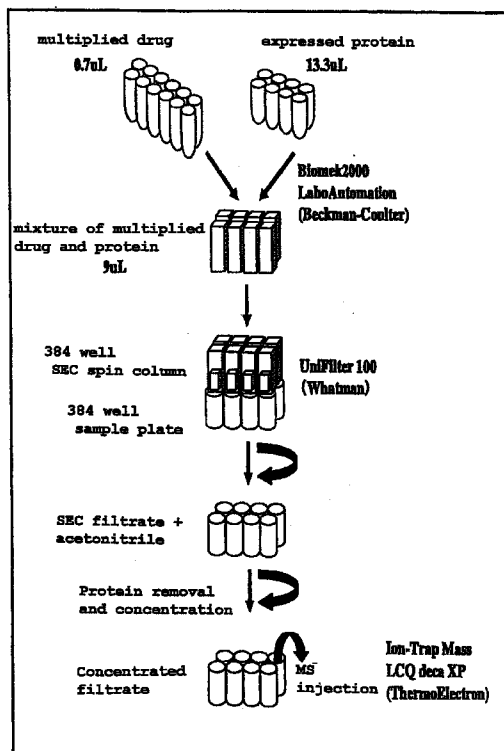 multiplied drug
0.7uL
expressed protein
13.3uL
Biomek2000
LaboAutomation
(Beckman-Coulter)
mixture of multiplied
drug and protein
9uL
384 well
SEC spin column
UniFilter 100
(Whatman)
384 well
sample plate
SEC filtrate +
acetonitrile
Protein removal
and concentration
Concentrated
filtrate
MS
injection
Ion-Trap Mass
LCQ deca XP
(ThermoElectron)